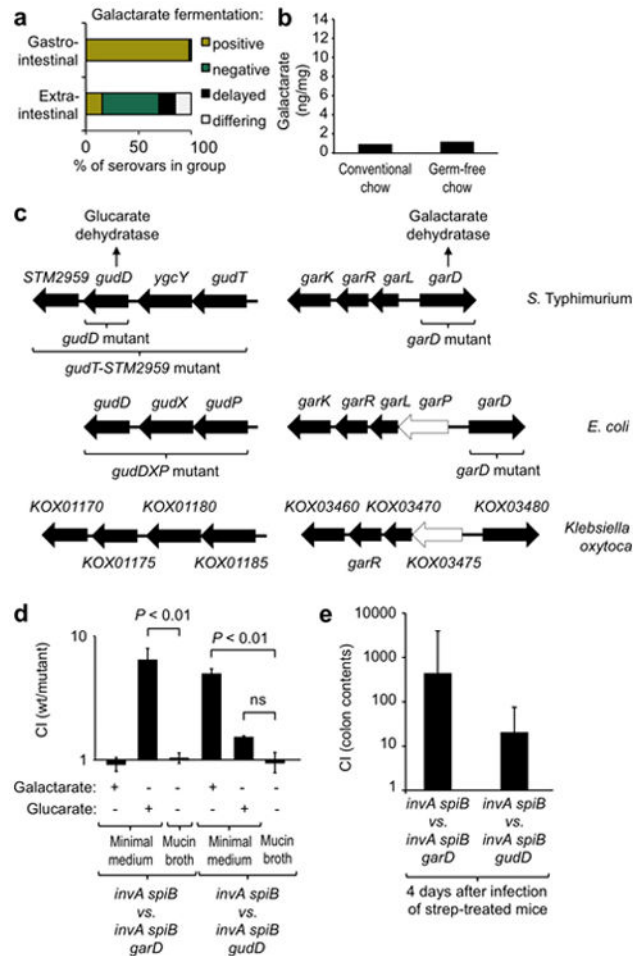 a
Galactarate fermentation:
Gastro-
intestinal
Extra-
intestinal
0
50
100
% of serovars in group
positive
negative
delayed
differing
b
Galactarate
(ng/mg)
14
12
10
8
6
4
2
0
Conventional
chow
Germ-free
chow
c
Glucarate
dehydratase
Galactarate
dehydratase
STM2959 gudD ygcY gudT
garK garR garL garD
S. Typhimurium
gudD mutant
garD mutant
gudT-STM2959 mutant
gudD gudX gudP
garK garR garL garP garD
E. coli
gudDXP mutant
garD mutant
KOX01170 KOX01180
KOX03460 KOX03470 KOX03480
KOX01175 KOX01185
garR KOX03475
Klebsiella
oxytoca
d
CI (wt/mutant)
10
1
P < 0.01
P < 0.01
ns
Galactarate: + - - + - -
Glucarate: - + - - + -
Minimal
medium
Mucin
broth
Minimal
medium
Mucin
broth
invA spiB
vs.
invA spiB
garD
invA spiB
vs.
invA spiB
gudD
e
CI (colon contents)
10000
1000
100
10
1
invA spiB
vs.
invA spiB
garD
invA spiB
vs.
invA spiB
gudD
4 days after infection
of strep-treated mice